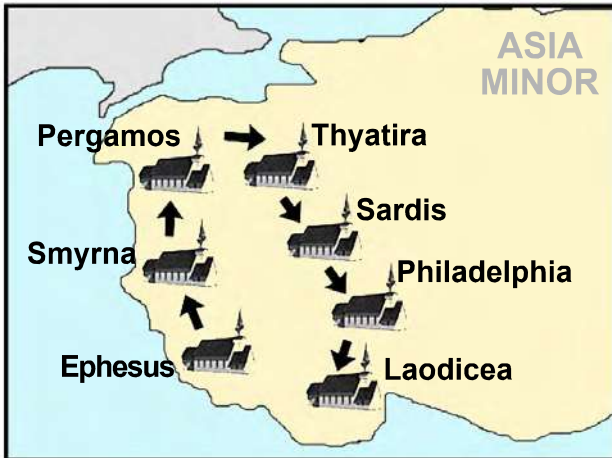 ASIA
MINOR
Pergamos
Thyatira
Sardis
Smyrna
Philadelphia
Ephesus
Laodicea